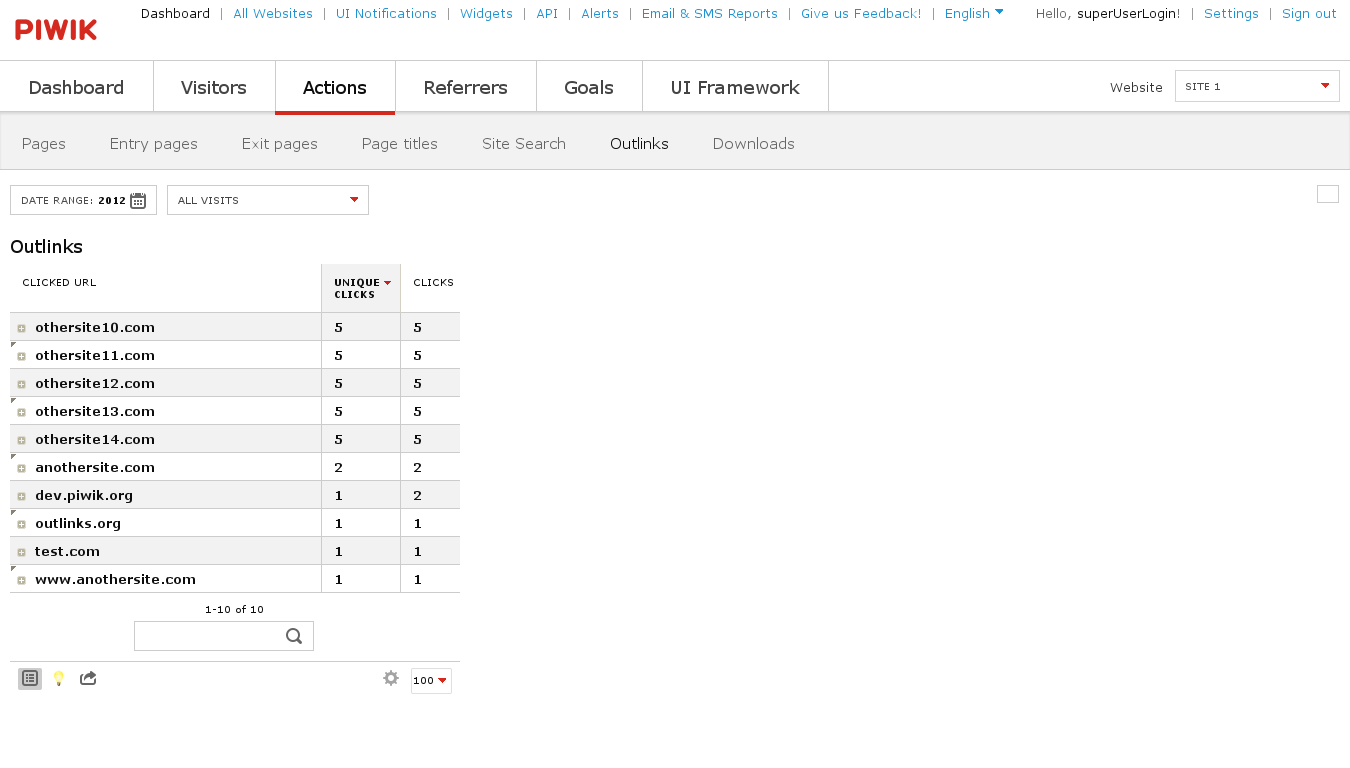 PIWIK
Dashboard | All Websites | UI Notifications | Widgets | API | Alerts | Email & SMS Reports | Give us Feedback! | English Hello, superUserLogin! | Settings | Sign out
Dashboard Visitors Actions Referrers Goals UI Framework Website SITE 1
Pages Entry pages Exit pages Page titles Site Search Outlinks Downloads
DATE RANGE: 2012 ALL VISITS
Outlinks
CLICKED URL UNIQUE CLICKS CLICKS
othersite10.com 5 5
othersite11.com 5 5
othersite12.com 5 5
othersite13.com 5 5
othersite14.com 5 5
anothersite.com 2 2
dev.piwik.org 1 2
outlinks.org 1 1
test.com 1 1
www.anothersite.com 1 1
1-10 of 10
100